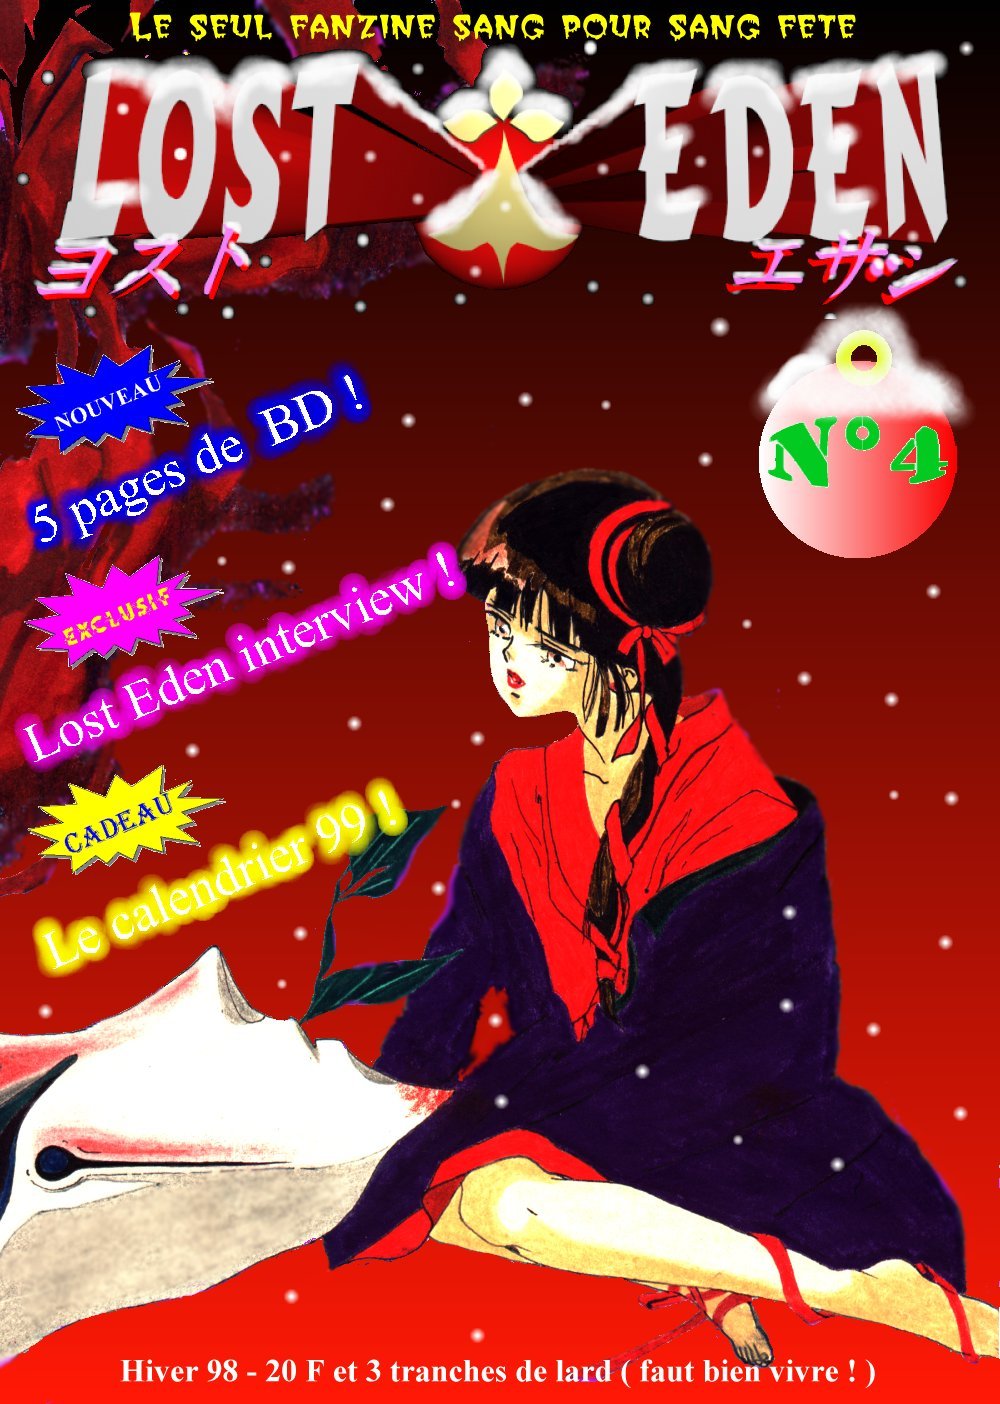 LE SEUL FANZINE SANG POUR SANG FETE
LOST EDEN
ヨスト エザン
N°4
NOUVEAU
5 pages de BD !
EXCLUSIF
Lost Eden interview !
CADEAU
Le calendrier 99 !
Hiver 98 - 20 F et 3 tranches de lard ( faut bien vivre ! )